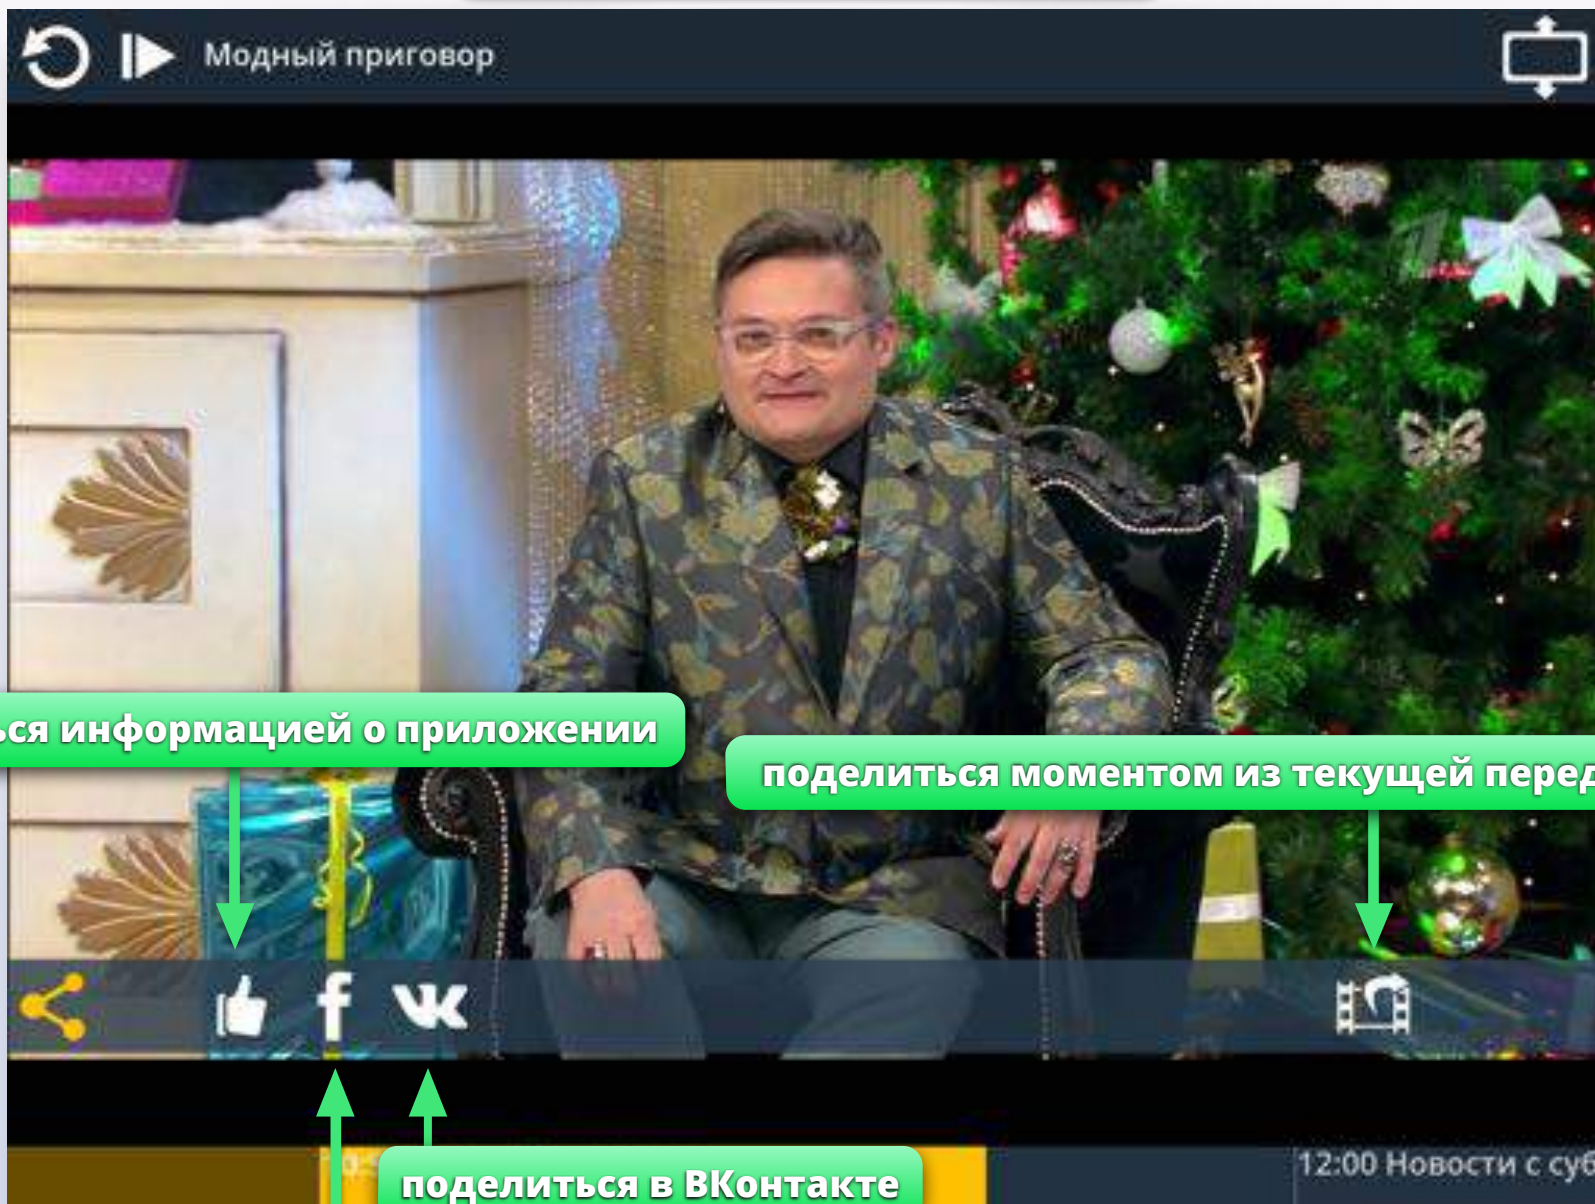 Модный приговор
ся информацией о приложении
поделиться моментом из текущей перед
поделиться в ВКонтакте
12:00 Новости с суб